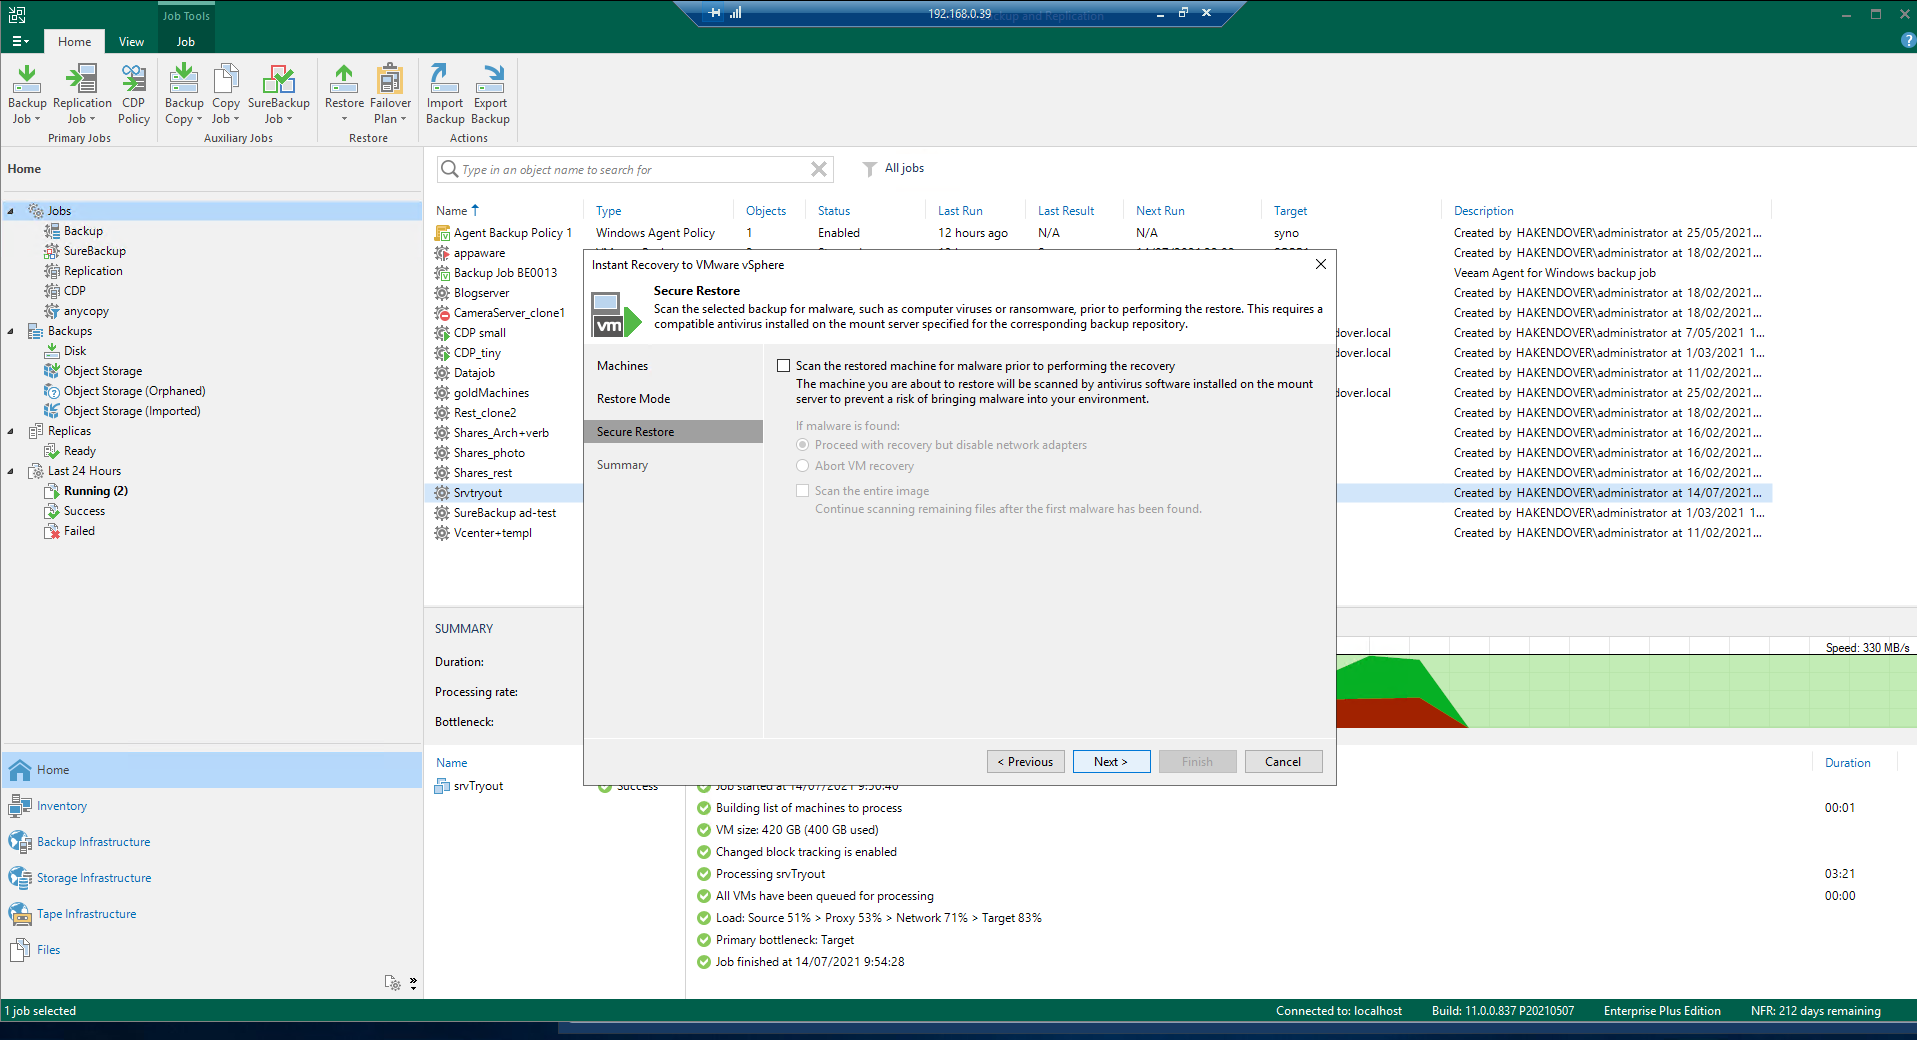 Job Tools
192.168.0.39
Backup and Replication
Home
View
Job
Backup Job
Replication Job
CDP Policy
Primary Jobs
Backup Copy
Copy Job
SureBackup Job
Auxiliary Jobs
Restore
Failover Plan
Restore
Import Backup
Export Backup
Actions
Home
Jobs
Backup
SureBackup
Replication
CDP
anycopy
Backups
Disk
Object Storage
Object Storage (Orphaned)
Object Storage (Imported)
Replicas
Ready
Last 24 Hours
Running (2)
Success
Failed
Home
Inventory
Backup Infrastructure
Storage Infrastructure
Tape Infrastructure
Files
Type in an object name to search for
All jobs
Name Type Objects Status Last Run Last Result Next Run Target Description
Agent Backup Policy 1 Windows Agent Policy 1 Enabled 12 hours ago N/A N/A syno Created by HAKENDOVER\administrator at 25/05/2021...
appaware Created by HAKENDOVER\administrator at 18/02/2021...
Backup Job BE0013 Veeam Agent for Windows backup job
Blogserver Created by HAKENDOVER\administrator at 18/02/2021...
CameraServer_clone1 Created by HAKENDOVER\administrator at 18/02/2021...
CDP small dover.local Created by HAKENDOVER\administrator at 7/05/2021 1...
CDP_tiny dover.local Created by HAKENDOVER\administrator at 1/03/2021 1...
Datajob Created by HAKENDOVER\administrator at 11/02/2021...
goldMachines dover.local Created by HAKENDOVER\administrator at 25/02/2021...
Rest_clone2 Created by HAKENDOVER\administrator at 18/02/2021...
Shares_Arch+verb Created by HAKENDOVER\administrator at 16/02/2021...
Shares_photo Created by HAKENDOVER\administrator at 16/02/2021...
Shares_rest Created by HAKENDOVER\administrator at 16/02/2021...
Srvtryout Created by HAKENDOVER\administrator at 14/07/2021...
SureBackup ad-test Created by HAKENDOVER\administrator at 1/03/2021 1...
Vcenter+templ Created by HAKENDOVER\administrator at 11/02/2021...
Instant Recovery to VMware vSphere
Secure Restore
Scan the selected backup for malware, such as computer viruses or ransomware, prior to performing the restore. This requires a
compatible antivirus installed on the mount server specified for the corresponding backup repository.
vm
Machines
Restore Mode
Secure Restore
Summary
Scan the restored machine for malware prior to performing the recovery
The machine you are about to restore will be scanned by antivirus software installed on the mount
server to prevent a risk of bringing malware into your environment.
If malware is found:
Proceed with recovery but disable network adapters
Abort VM recovery
Scan the entire image
Continue scanning remaining files after the first malware has been found.
< Previous
Next >
Finish
Cancel
SUMMARY
Duration:
Processing rate:
Bottleneck:
Speed: 330 MB/s
Name Duration
srvTryout Success
Job started at 14/07/2021 9:50:40
Building list of machines to process 00:01
VM size: 420 GB (400 GB used)
Changed block tracking is enabled
Processing srvTryout 03:21
All VMs have been queued for processing 00:00
Load: Source 51% > Proxy 53% > Network 71% > Target 83%
Primary bottleneck: Target
Job finished at 14/07/2021 9:54:28
1 job selected
Connected to: localhost
Build: 11.0.0.837 P20210507
Enterprise Plus Edition
NFR: 212 days remaining